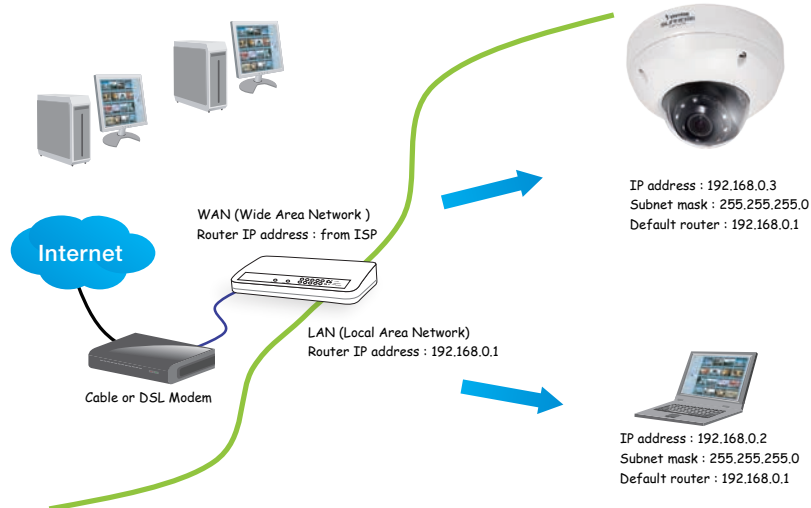 IP address : 192.168.0.3
Subnet mask : 255.255.255.0
Default router : 192.168.0.1
WAN (Wide Area Network )
Router IP address : from ISP
Internet
LAN (Local Area Network)
Router IP address : 192.168.0.1
Cable or DSL Modem
IP address : 192.168.0.2
Subnet mask : 255.255.255.0
Default router : 192.168.0.1